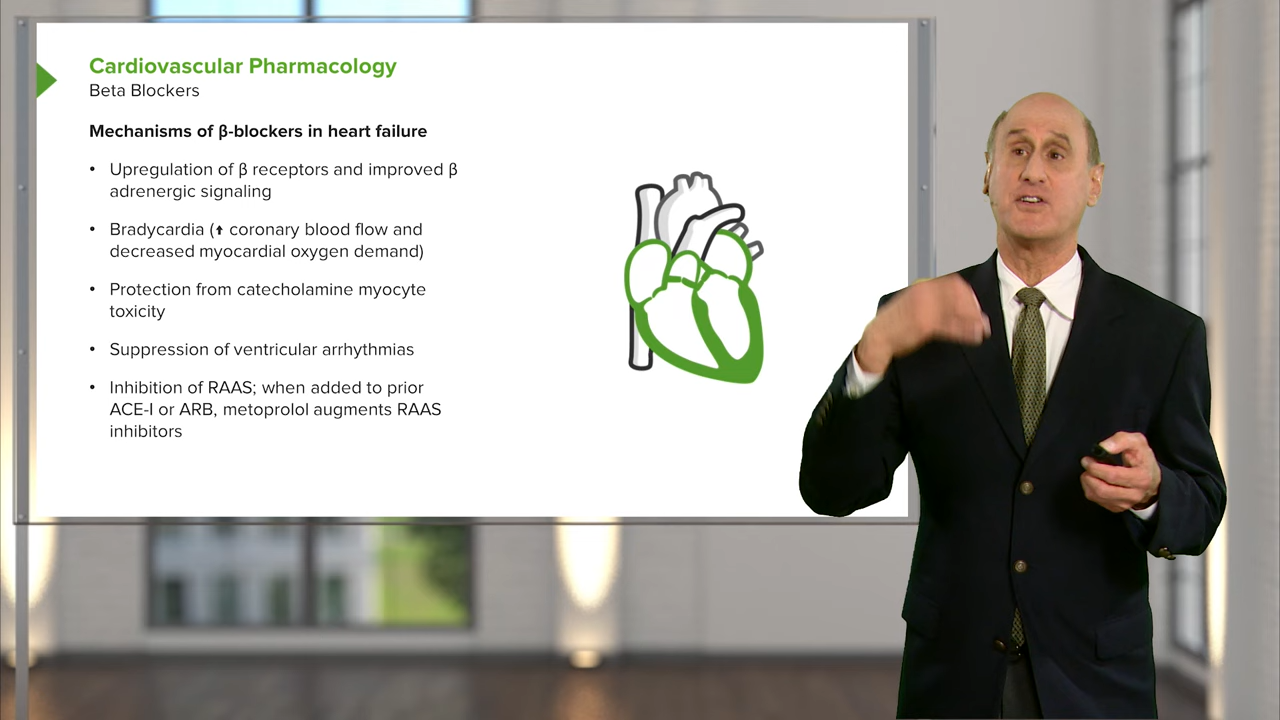 Cardiovascular Pharmacology
Beta Blockers
Mechanisms of β-blockers in heart failure
• Upregulation of β receptors and improved β
adrenergic signaling
• Bradycardia (↑ coronary blood flow and
decreased myocardial oxygen demand)
• Protection from catecholamine myocyte
toxicity
• Suppression of ventricular arrhythmias
• Inhibition of RAAS; when added to prior
ACE-I or ARB, metoprolol augments RAAS
inhibitors